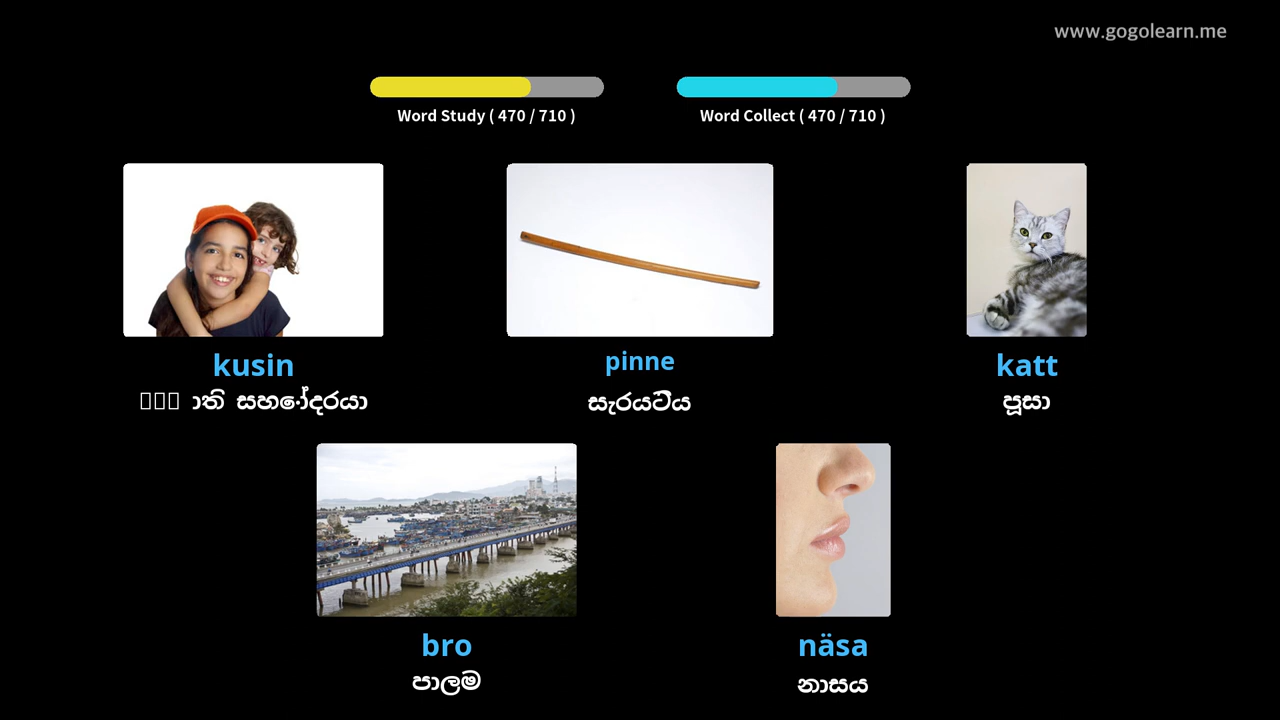 www.gogolearn.me
Word Study ( 470 / 710 )
Word Collect ( 470 / 710 )
kusin
pinne
katt
ාති සහෝදරයා
සැරයටිය
පූසා
bro
näsa
පාලම
නාසය